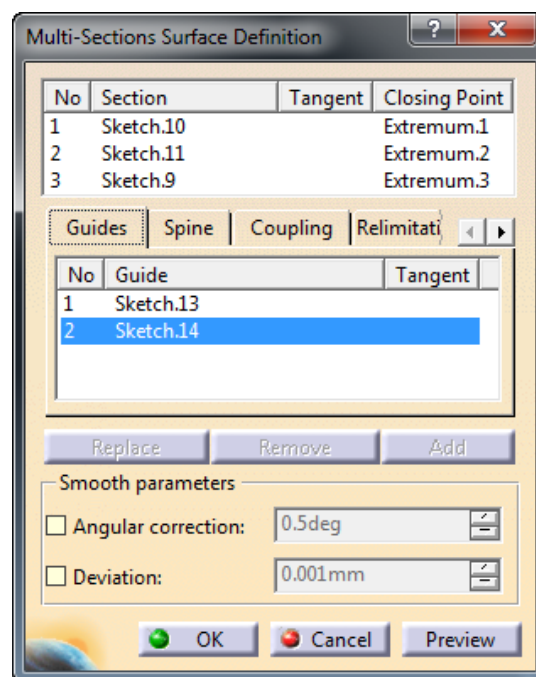 Multi-Sections Surface Definition
No Section Tangent Closing Point
1 Sketch.10 Extremum.1
2 Sketch.11 Extremum.2
3 Sketch.9 Extremum.3
Guides Spine Coupling Relimitati
No Guide Tangent
1 Sketch.13
2 Sketch.14
Replace Remove Add
Smooth parameters
Angular correction: 0.5deg
Deviation: 0.001mm
OK Cancel Preview